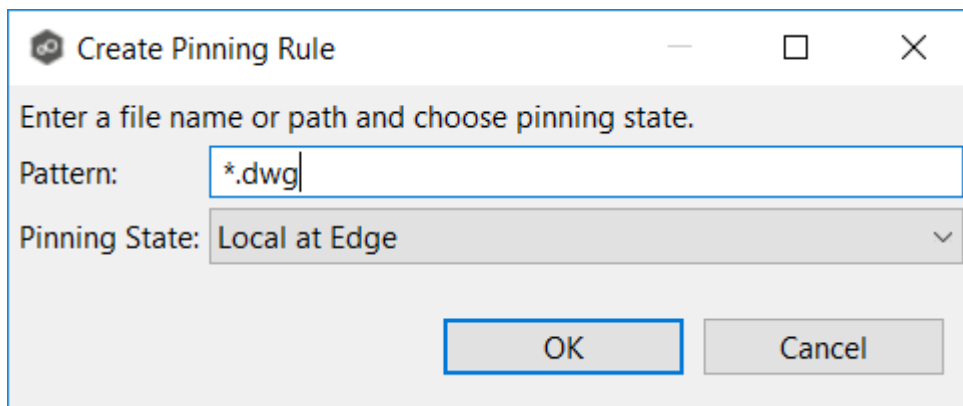 Create Pinning Rule
Enter a file name or path and choose pinning state.
Pattern: *.dwg
Pinning State: Local at Edge
OK Cancel